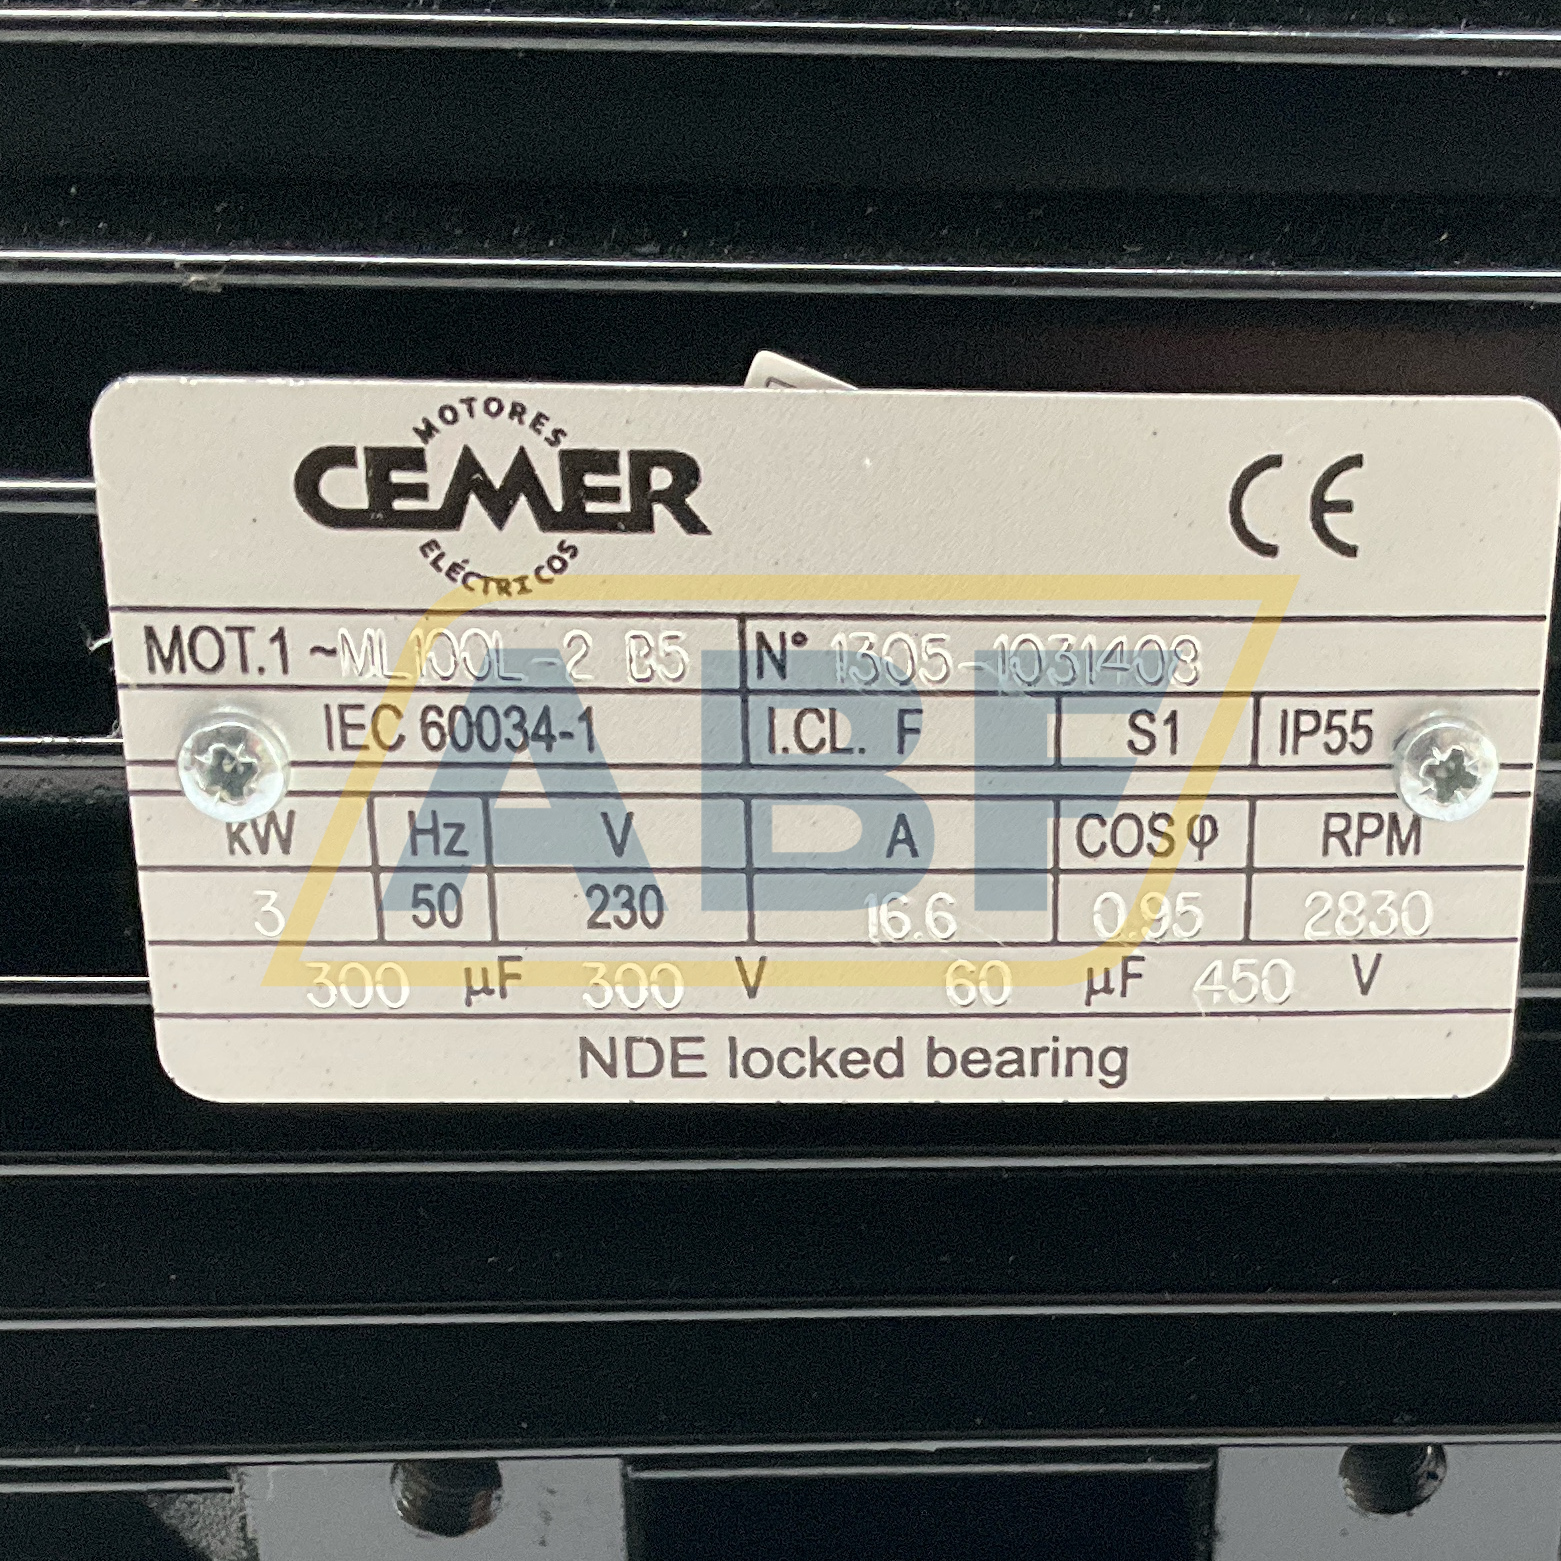 MOTORES
CEMER
ELÉCTRICOS
CE
MOT.1 ~ML100L-2 B5 N° 1305-1031408
IEC 60034-1 I.CL. F S1 IP55
kW Hz V A COS φ RPM
3 50 230 16.6 0.95 2830
300 µF 300 V 60 µF 450 V
NDE locked bearing
ABF